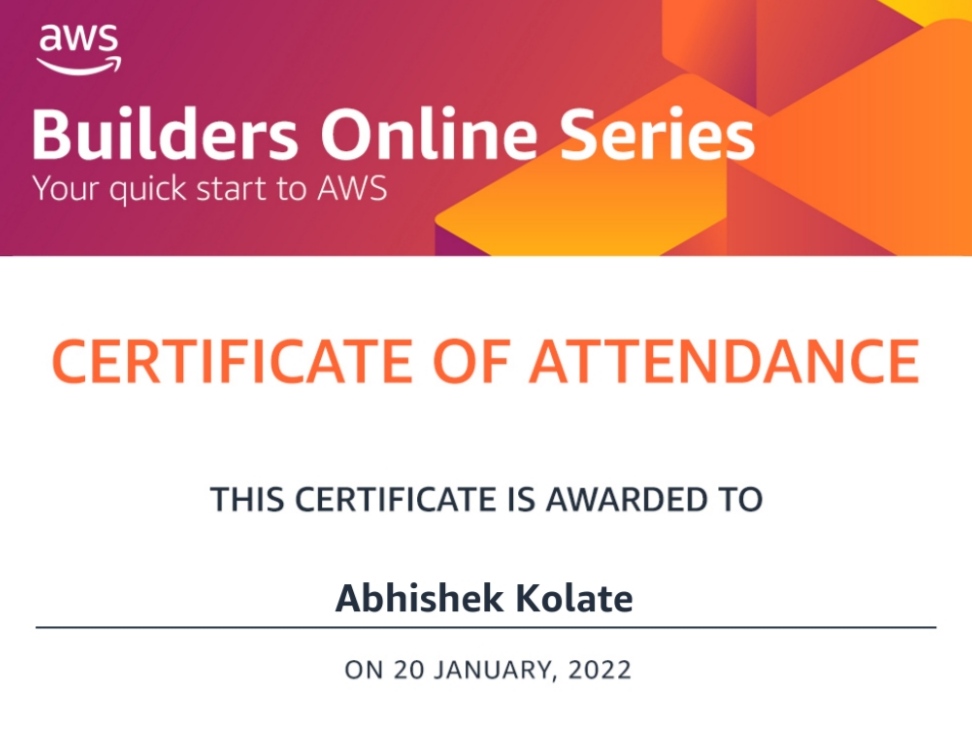 aws
Builders Online Series
Your quick start to AWS
CERTIFICATE OF ATTENDANCE
THIS CERTIFICATE IS AWARDED TO
Abhishek Kolate
ON 20 JANUARY, 2022